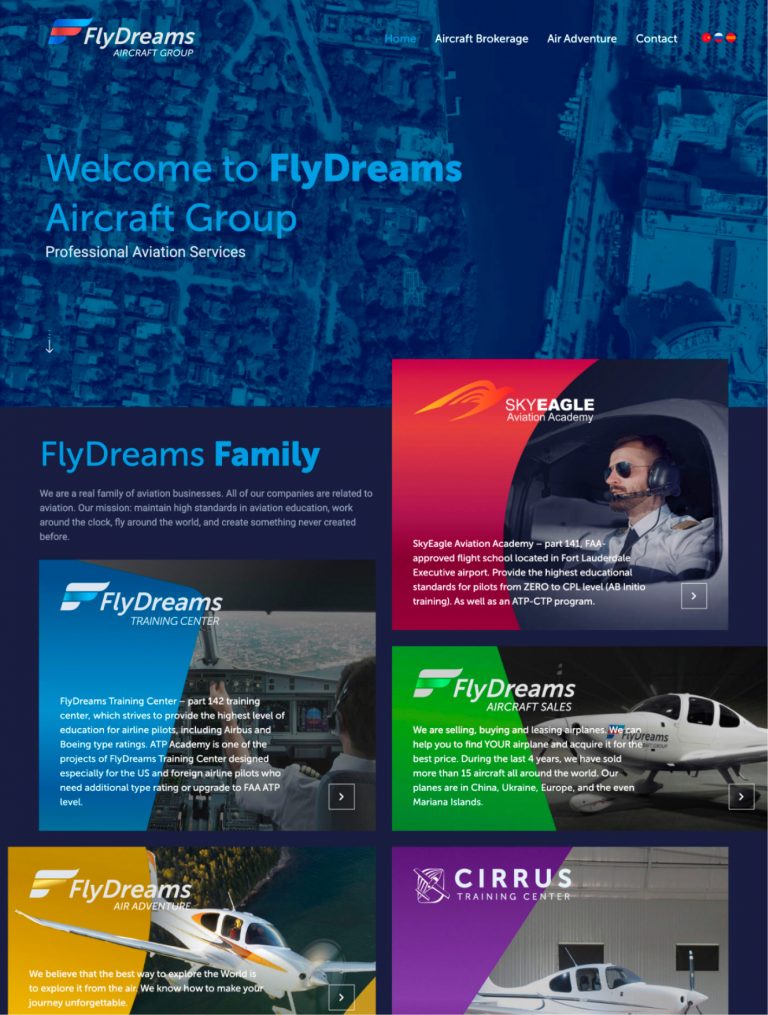 FlyDreams
AIRCRAFT GROUP
Home
Aircraft Brokerage
Air Adventure
Contact
Welcome to FlyDreams
Aircraft Group
Professional Aviation Services
FlyDreams Family
We are a real family of aviation businesses. All of our companies are related to
aviation. Our mission: maintain high standards in aviation education, work
around the clock, fly around the world, and create something never created
before.
SKYEAGLE
Aviation Academy
SkyEagle Aviation Academy – part 141, FAA-
approved flight school located in Fort Lauderdale
Executive airport. Provide the highest educational
standards for pilots from ZERO to CPL level (AB Initio
training). As well as an ATP-CTP program.
FlyDreams
TRAINING CENTER
FlyDreams Training Center – part 142 training
center, which strives to provide the highest level of
education for airline pilots, including Airbus and
Boeing type ratings. ATP Academy is one of the
projects of FlyDreams Training Center designed
especially for the US and foreign airline pilots who
need additional type rating or upgrade to FAA ATP
level.
FlyDreams
AIRCRAFT SALES
We are selling, buying and leasing airplanes. We can
help you to find YOUR airplane and acquire it for the
best price. During the last 4 years, we have sold
more than 15 aircraft all around the world. Our
planes are in China, Ukraine, Europe, and the even
Mariana Islands.
FlyDreams
AIRCRAFT GROUP
FlyDreams
AIR ADVENTURE
We believe that the best way to explore the World is
to explore it from the air. We know how to make your
journey unforgettable.
CIRRUS
TRAINING CENTER